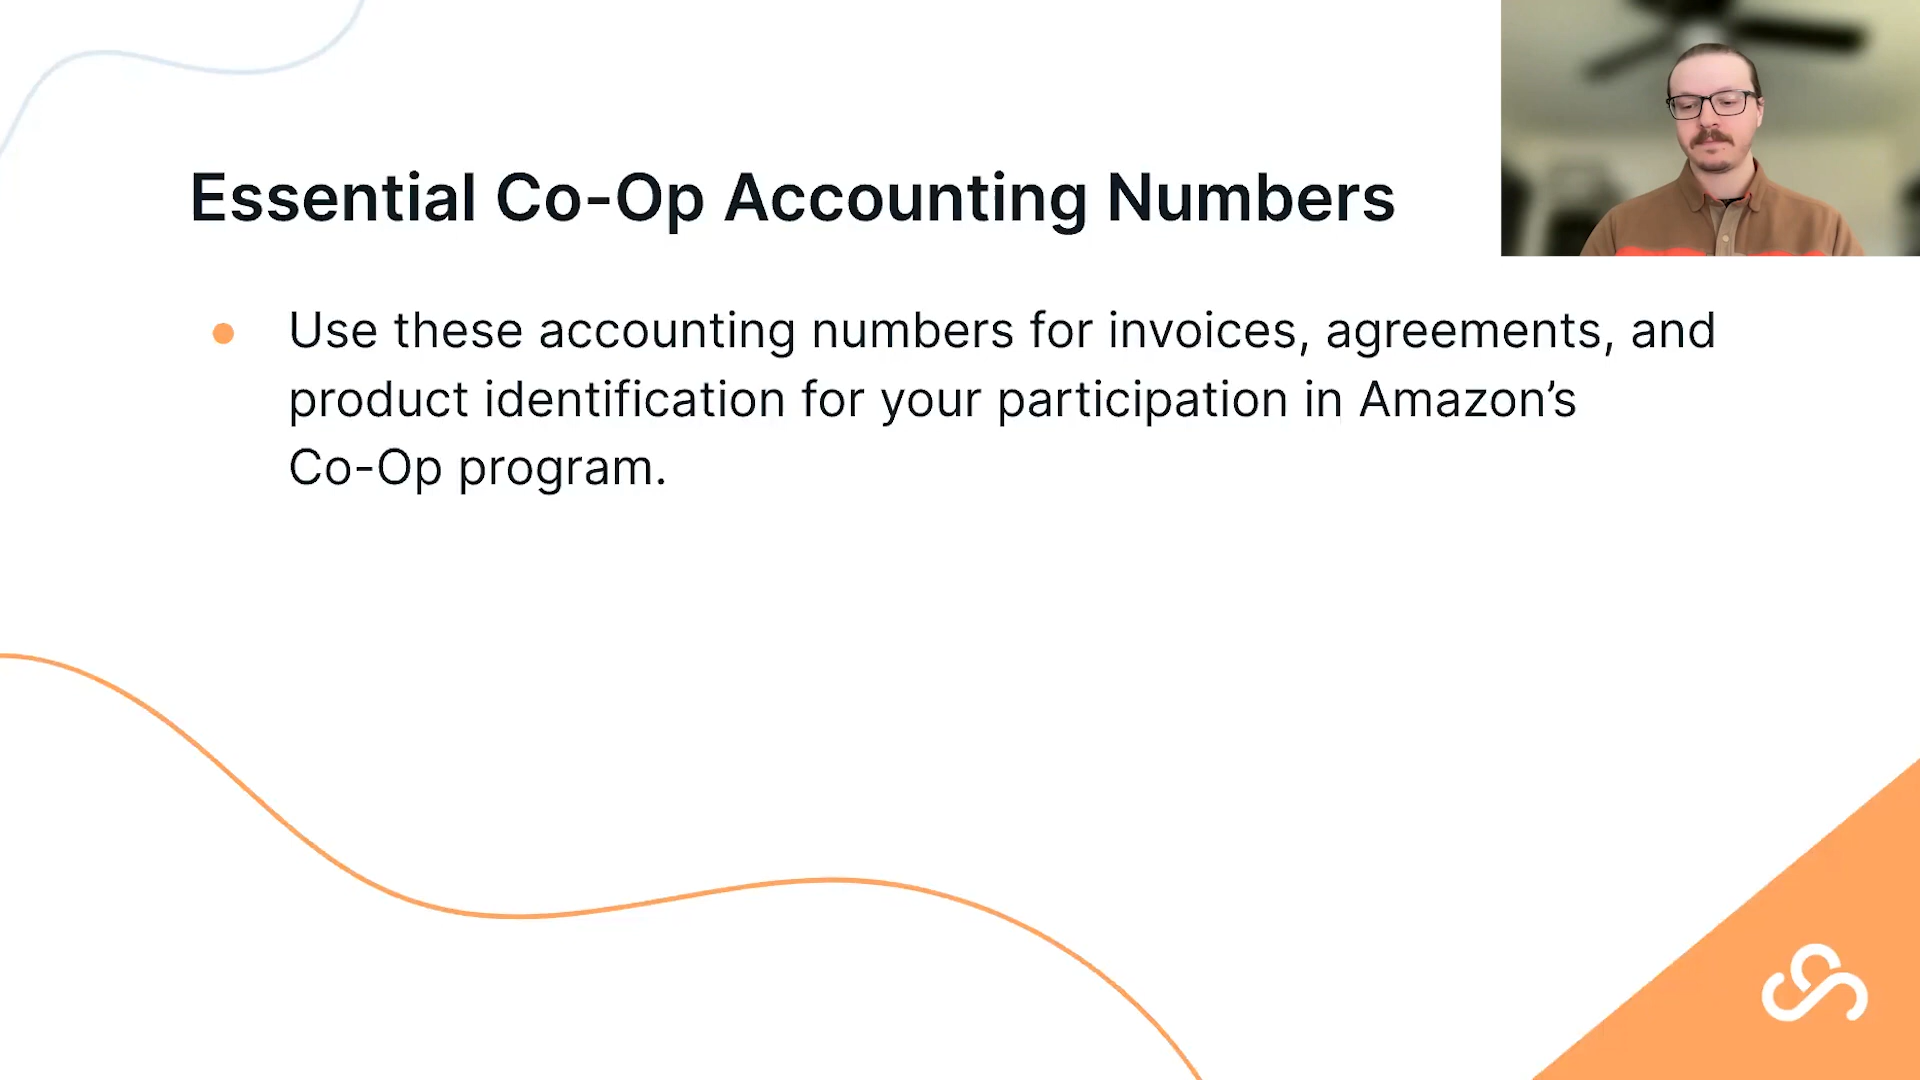 Essential Co-Op Accounting Numbers
Use these accounting numbers for invoices, agreements, and
product identification for your participation in Amazon’s
Co-Op program.